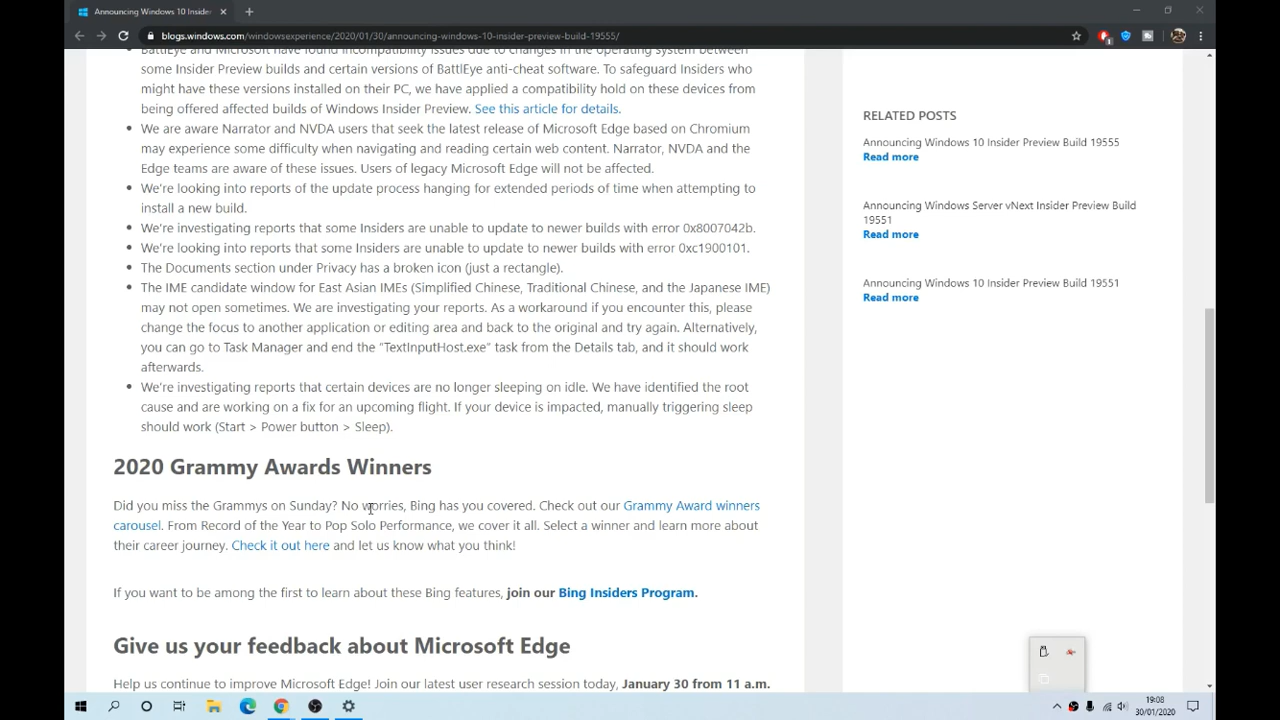 Announcing Windows 10 Insider
blogs.windows.com/windowsexperience/2020/01/30/announcing-windows-10-insider-preview-build-19555/
BattlEye and Microsoft have found incompatibility issues due to changes in the operating system between
some Insider Preview builds and certain versions of BattlEye anti-cheat software. To safeguard Insiders who
might have these versions installed on their PC, we have applied a compatibility hold on these devices from
being offered affected builds of Windows Insider Preview. See this article for details.
We are aware Narrator and NVDA users that seek the latest release of Microsoft Edge based on Chromium
may experience some difficulty when navigating and reading certain web content. Narrator, NVDA and the
Edge teams are aware of these issues. Users of legacy Microsoft Edge will not be affected.
We're looking into reports of the update process hanging for extended periods of time when attempting to
install a new build.
We're investigating reports that some Insiders are unable to update to newer builds with error 0x8007042b.
We're looking into reports that some Insiders are unable to update to newer builds with error 0xc1900101.
The Documents section under Privacy has a broken icon (just a rectangle).
The IME candidate window for East Asian IMEs (Simplified Chinese, Traditional Chinese, and the Japanese IME)
may not open sometimes. We are investigating your reports. As a workaround if you encounter this, please
change the focus to another application or editing area and back to the original and try again. Alternatively,
you can go to Task Manager and end the "TextInputHost.exe" task from the Details tab, and it should work
afterwards.
We're investigating reports that certain devices are no longer sleeping on idle. We have identified the root
cause and are working on a fix for an upcoming flight. If your device is impacted, manually triggering sleep
should work (Start > Power button > Sleep).
2020 Grammy Awards Winners
Did you miss the Grammys on Sunday? No worries, Bing has you covered. Check out our Grammy Award winners
carousel. From Record of the Year to Pop Solo Performance, we cover it all. Select a winner and learn more about
their career journey. Check it out here and let us know what you think!
If you want to be among the first to learn about these Bing features, join our Bing Insiders Program.
Give us your feedback about Microsoft Edge
Help us continue to improve Microsoft Edge! Join our latest user research session today, January 30 from 11 a.m.
RELATED POSTS
Announcing Windows 10 Insider Preview Build 19555
Read more
Announcing Windows Server vNext Insider Preview Build
19551
Read more
Announcing Windows 10 Insider Preview Build 19551
Read more
19:08
30/01/2020